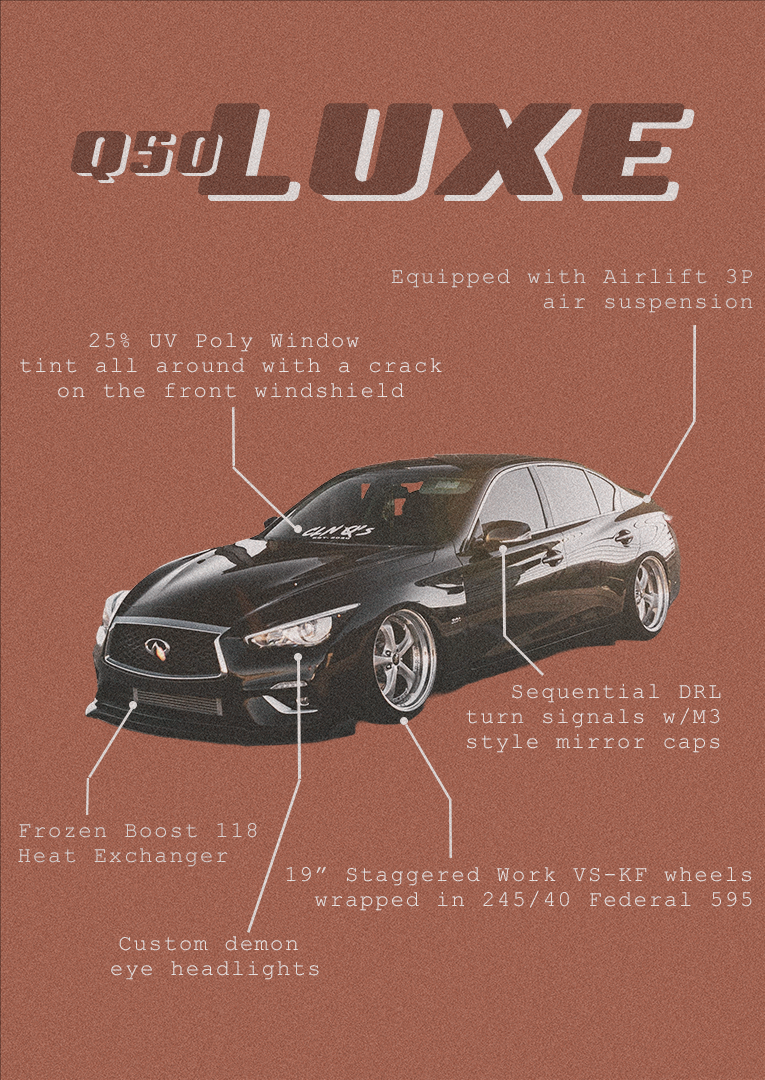 Q50 LUXE
Equipped with Airlift 3P
air suspension
25% UV Poly Window
tint all around with a crack
on the front windshield
CLN Q's
Sequential DRL
turn signals w/M3
style mirror caps
Frozen Boost 118
Heat Exchanger
19” Staggered Work VS-KF wheels
wrapped in 245/40 Federal 595
Custom demon
eye headlights